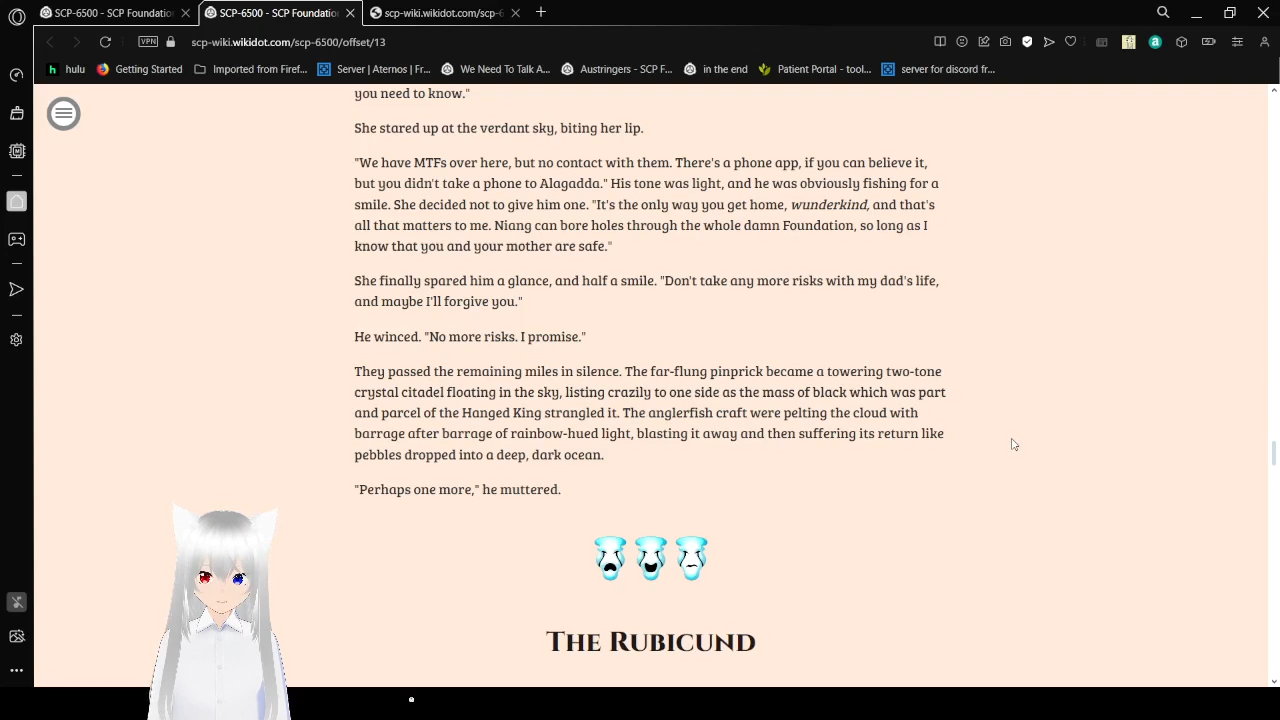 SCP-6500 - SCP Foundation
SCP-6500 - SCP Foundation
scp-wiki.wikidot.com/scp-6
VPN
scp-wiki.wikidot.com/scp-6500/offset/13
hulu
Getting Started
Imported from Firef...
Server | Aternos | Fr...
We Need To Talk A...
Austringers - SCP F...
in the end
Patient Portal - tool...
server for discord fr...
you need to know."
She stared up at the verdant sky, biting her lip.
"We have MTFs over here, but no contact with them. There's a phone app, if you can believe it,
but you didn't take a phone to Alagadda." His tone was light, and he was obviously fishing for a
smile. She decided not to give him one. "It's the only way you get home, wunderkind, and that's
all that matters to me. Niang can bore holes through the whole damn Foundation, so long as I
know that you and your mother are safe."
She finally spared him a glance, and half a smile. "Don't take any more risks with my dad's life,
and maybe I'll forgive you."
He winced. "No more risks. I promise."
They passed the remaining miles in silence. The far-flung pinprick became a towering two-tone
crystal citadel floating in the sky, listing crazily to one side as the mass of black which was part
and parcel of the Hanged King strangled it. The anglerfish craft were pelting the cloud with
barrage after barrage of rainbow-hued light, blasting it away and then suffering its return like
pebbles dropped into a deep, dark ocean.
"Perhaps one more," he muttered.
THE RUBICUND